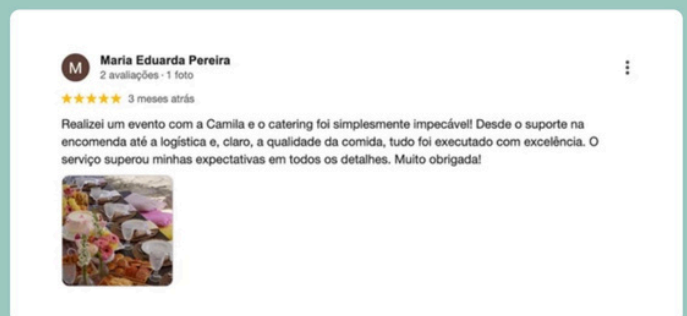 M
Maria Eduarda Pereira
2 avaliações · 1 foto
3 meses atrás
Realizei um evento com a Camila e o catering foi simplesmente impecável! Desde o suporte na
encomenda até a logística e, claro, a qualidade da comida, tudo foi executado com excelência. O
serviço superou minhas expectativas em todos os detalhes. Muito obrigada!